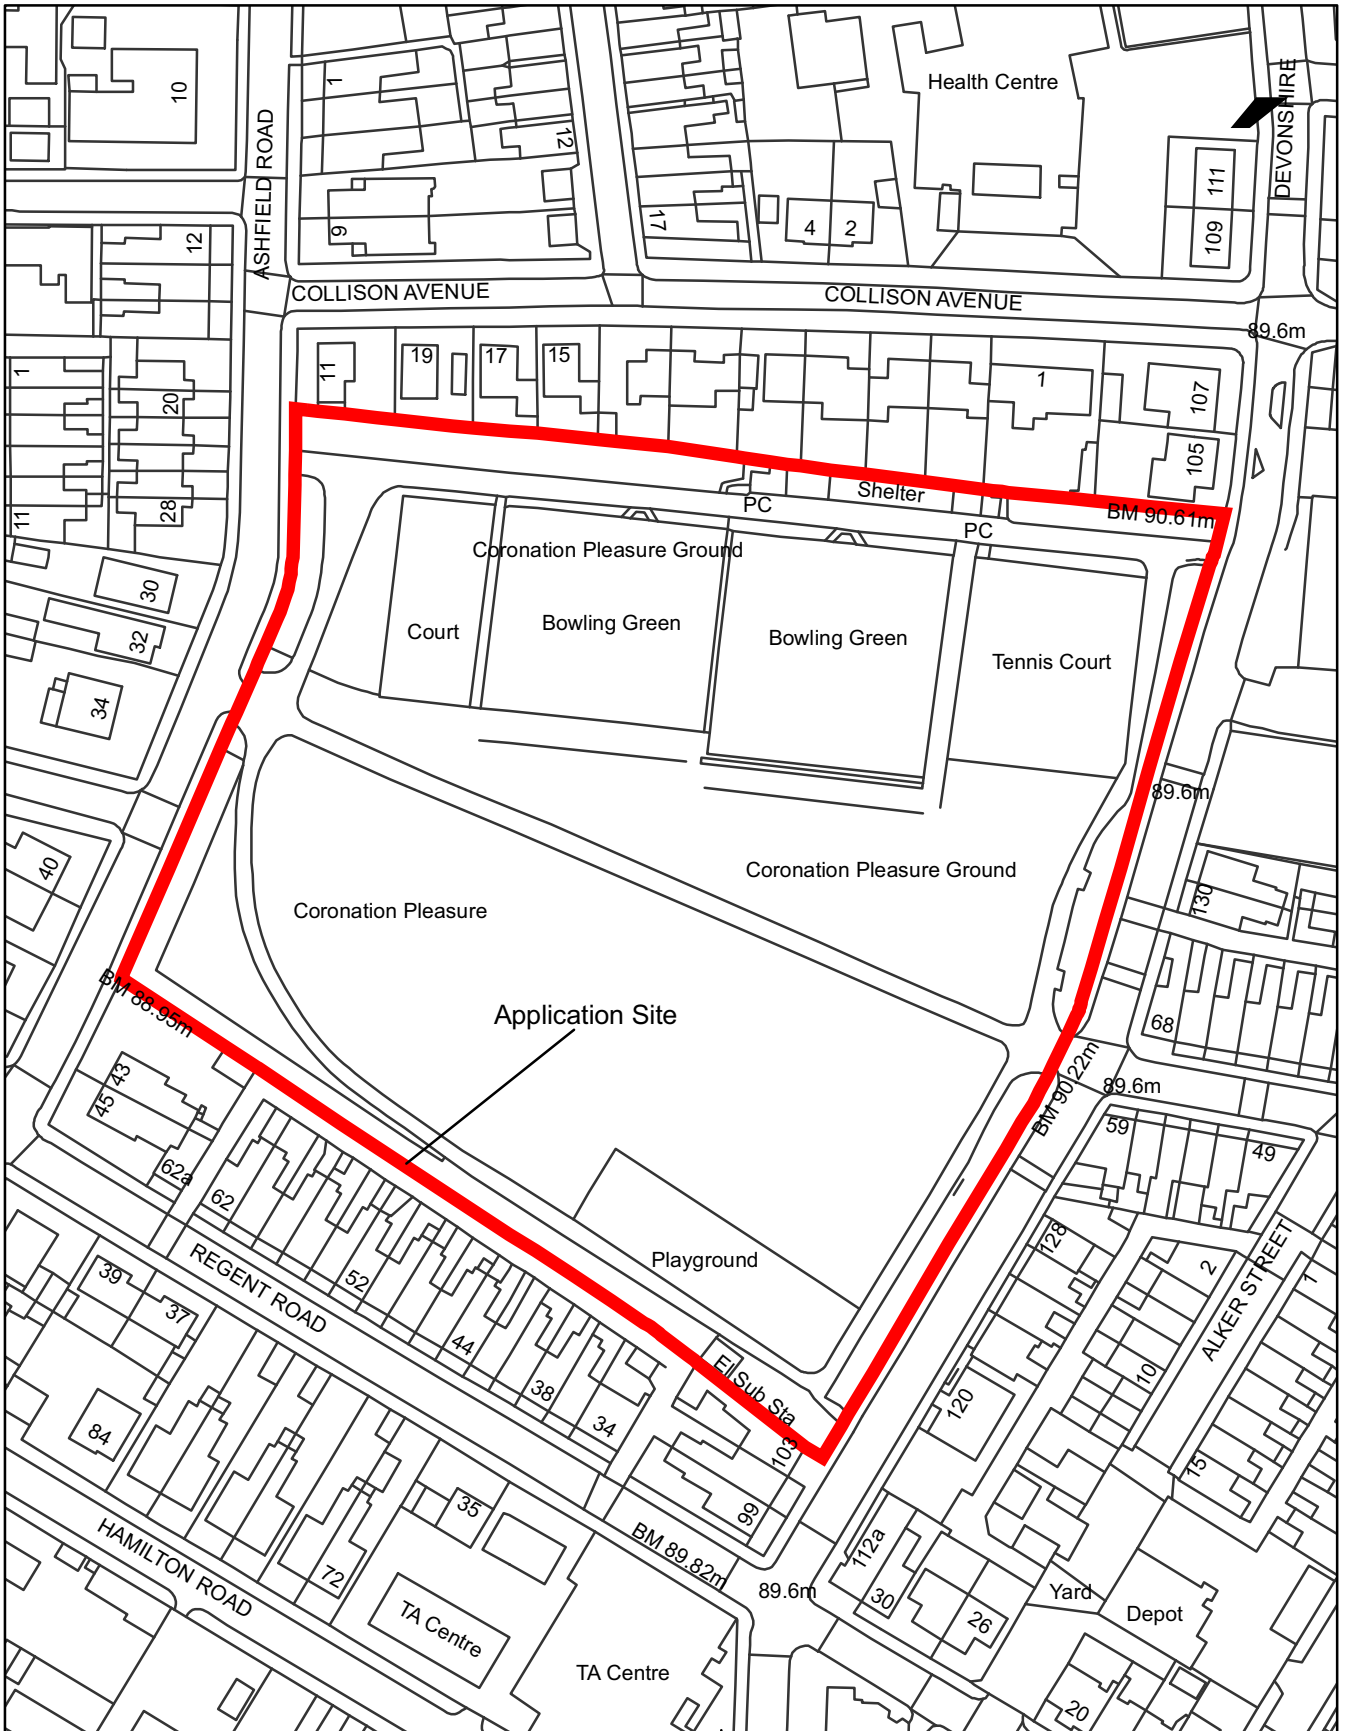 Health Centre
DEVONSHIRE
10
1
12
ASHFIELD ROAD
111
109
17
4
2
9
12
COLLISON AVENUE
COLLISON AVENUE
89.6m
11
19
17
15
1
107
105
1
20
28
11
Shelter
PC
PC
BM 90.61m
Coronation Pleasure Ground
Court
Bowling Green
Bowling Green
Tennis Court
30
32
34
89.6m
40
Coronation Pleasure Ground
130
Coronation Pleasure
BM 88.95m
Application Site
68
BM 90.22m
89.6m
43
45
59
49
62a
62
128
2
1
ALKER STREET
REGENT ROAD
Playground
39
37
52
44
38
34
10
El Sub Sta
103
120
15
84
99
HAMILTON ROAD
35
72
BM 89.82m
112a
89.6m
30
26
Yard
Depot
TA Centre
TA Centre
20